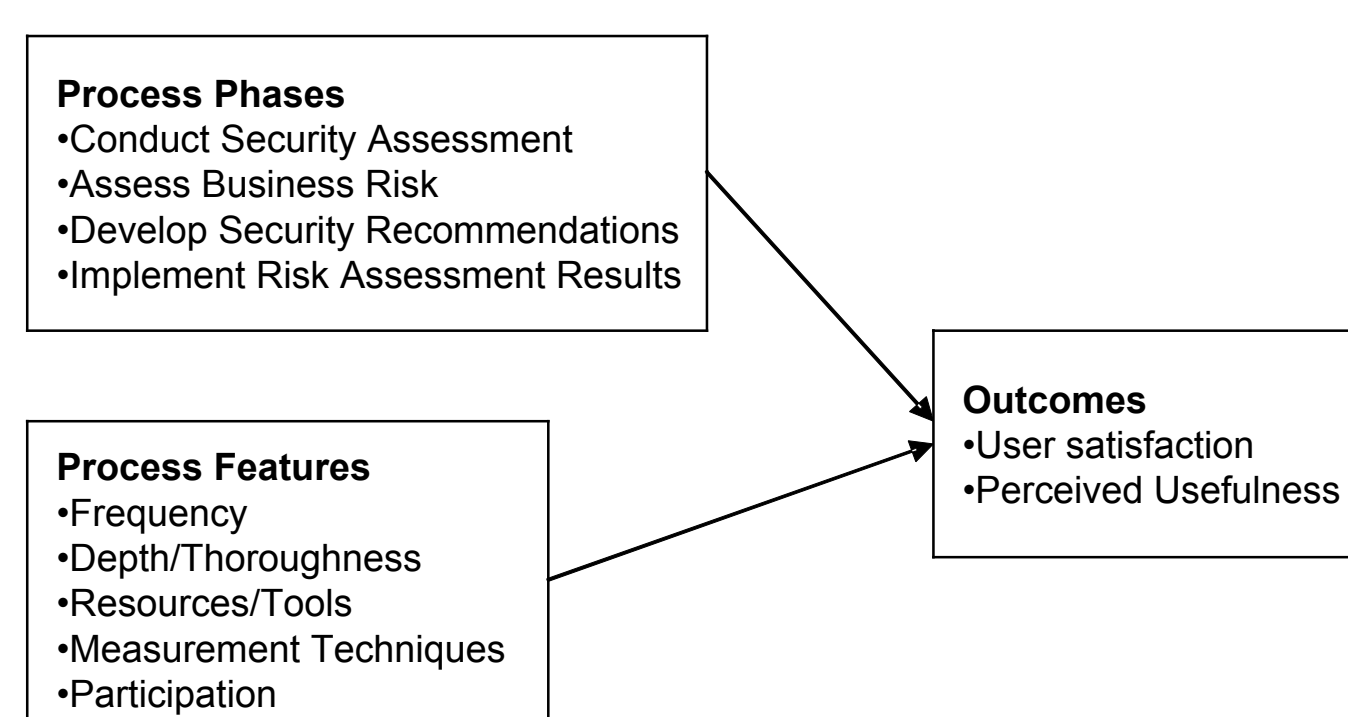 Process Phases
•Conduct Security Assessment
•Assess Business Risk
•Develop Security Recommendations
•Implement Risk Assessment Results
Process Features
•Frequency
•Depth/Thoroughness
•Resources/Tools
•Measurement Techniques
•Participation
Outcomes
•User satisfaction
•Perceived Usefulness